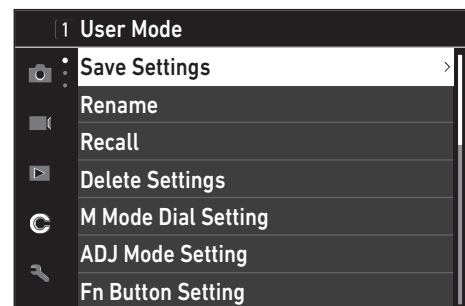 1 User Mode
Save Settings
Rename
Recall
Delete Settings
M Mode Dial Setting
ADJ Mode Setting
Fn Button Setting